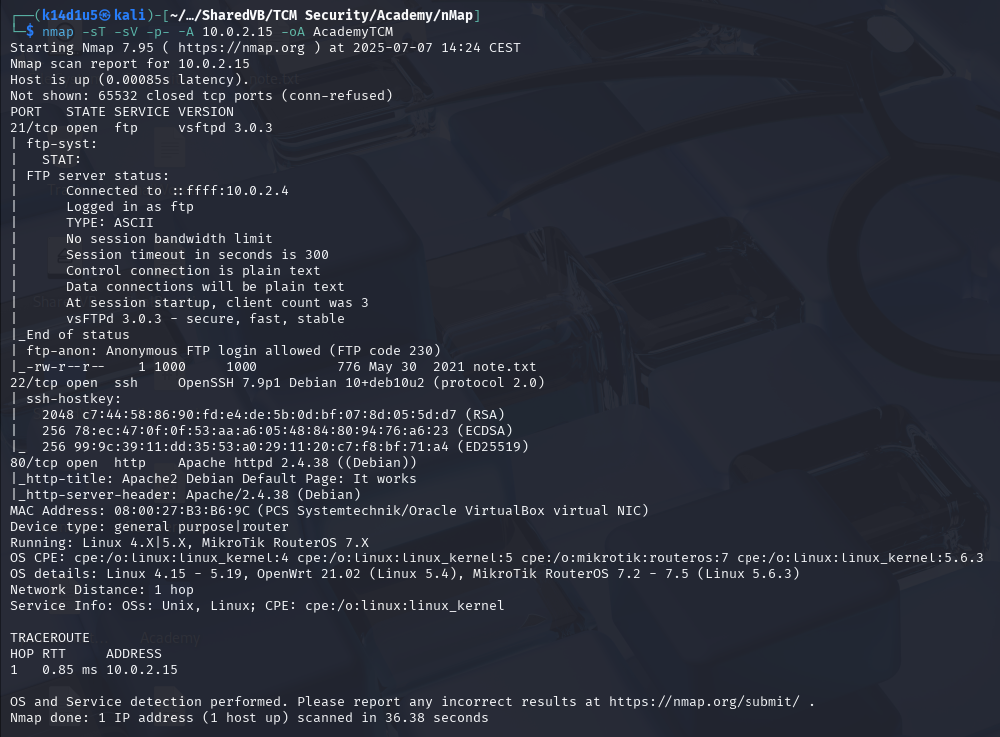 ┌──(k14d1u5㉿kali)-[~/…/SharedVB/TCM Security/Academy/nMap]
└─$ nmap -sT -sV -p- -A 10.0.2.15 -oA AcademyTCM
Starting Nmap 7.95 ( https://nmap.org ) at 2025-07-07 14:24 CEST
Nmap scan report for 10.0.2.15
Host is up (0.00085s latency).
Not shown: 65532 closed tcp ports (conn-refused)
PORT   STATE SERVICE VERSION
21/tcp open  ftp     vsftpd 3.0.3
| ftp-syst:
|   STAT:
| FTP server status:
|      Connected to ::ffff:10.0.2.4
|      Logged in as ftp
|      TYPE: ASCII
|      No session bandwidth limit
|      Session timeout in seconds is 300
|      Control connection is plain text
|      Data connections will be plain text
|      At session startup, client count was 3
|      vsFTPd 3.0.3 - secure, fast, stable
|_End of status
| ftp-anon: Anonymous FTP login allowed (FTP code 230)
|_-rw-r--r--    1 1000     1000          776 May 30  2021 note.txt
22/tcp open  ssh     OpenSSH 7.9p1 Debian 10+deb10u2 (protocol 2.0)
| ssh-hostkey:
|   2048 c7:44:58:86:90:fd:e4:de:5b:0d:bf:07:8d:05:5d:d7 (RSA)
|   256 78:ec:47:0f:0f:53:aa:a6:05:48:84:80:94:76:a6:23 (ECDSA)
|_  256 99:9c:39:11:dd:35:53:a0:29:11:20:c7:f8:bf:71:a4 (ED25519)
80/tcp open  http    Apache httpd 2.4.38 ((Debian))
|_http-title: Apache2 Debian Default Page: It works
|_http-server-header: Apache/2.4.38 (Debian)
MAC Address: 08:00:27:B3:B6:9C (PCS Systemtechnik/Oracle VirtualBox virtual NIC)
Device type: general purpose|router
Running: Linux 4.X|5.X, MikroTik RouterOS 7.X
OS CPE: cpe:/o:linux:linux_kernel:4 cpe:/o:linux:linux_kernel:5 cpe:/o:mikrotik:routeros:7 cpe:/o:linux:linux_kernel:5.6.3
OS details: Linux 4.15 - 5.19, OpenWrt 21.02 (Linux 5.4), MikroTik RouterOS 7.2 - 7.5 (Linux 5.6.3)
Network Distance: 1 hop
Service Info: OSs: Unix, Linux; CPE: cpe:/o:linux:linux_kernel

TRACEROUTE
HOP RTT     ADDRESS
1   0.85 ms 10.0.2.15

OS and Service detection performed. Please report any incorrect results at https://nmap.org/submit/ .
Nmap done: 1 IP address (1 host up) scanned in 36.38 seconds